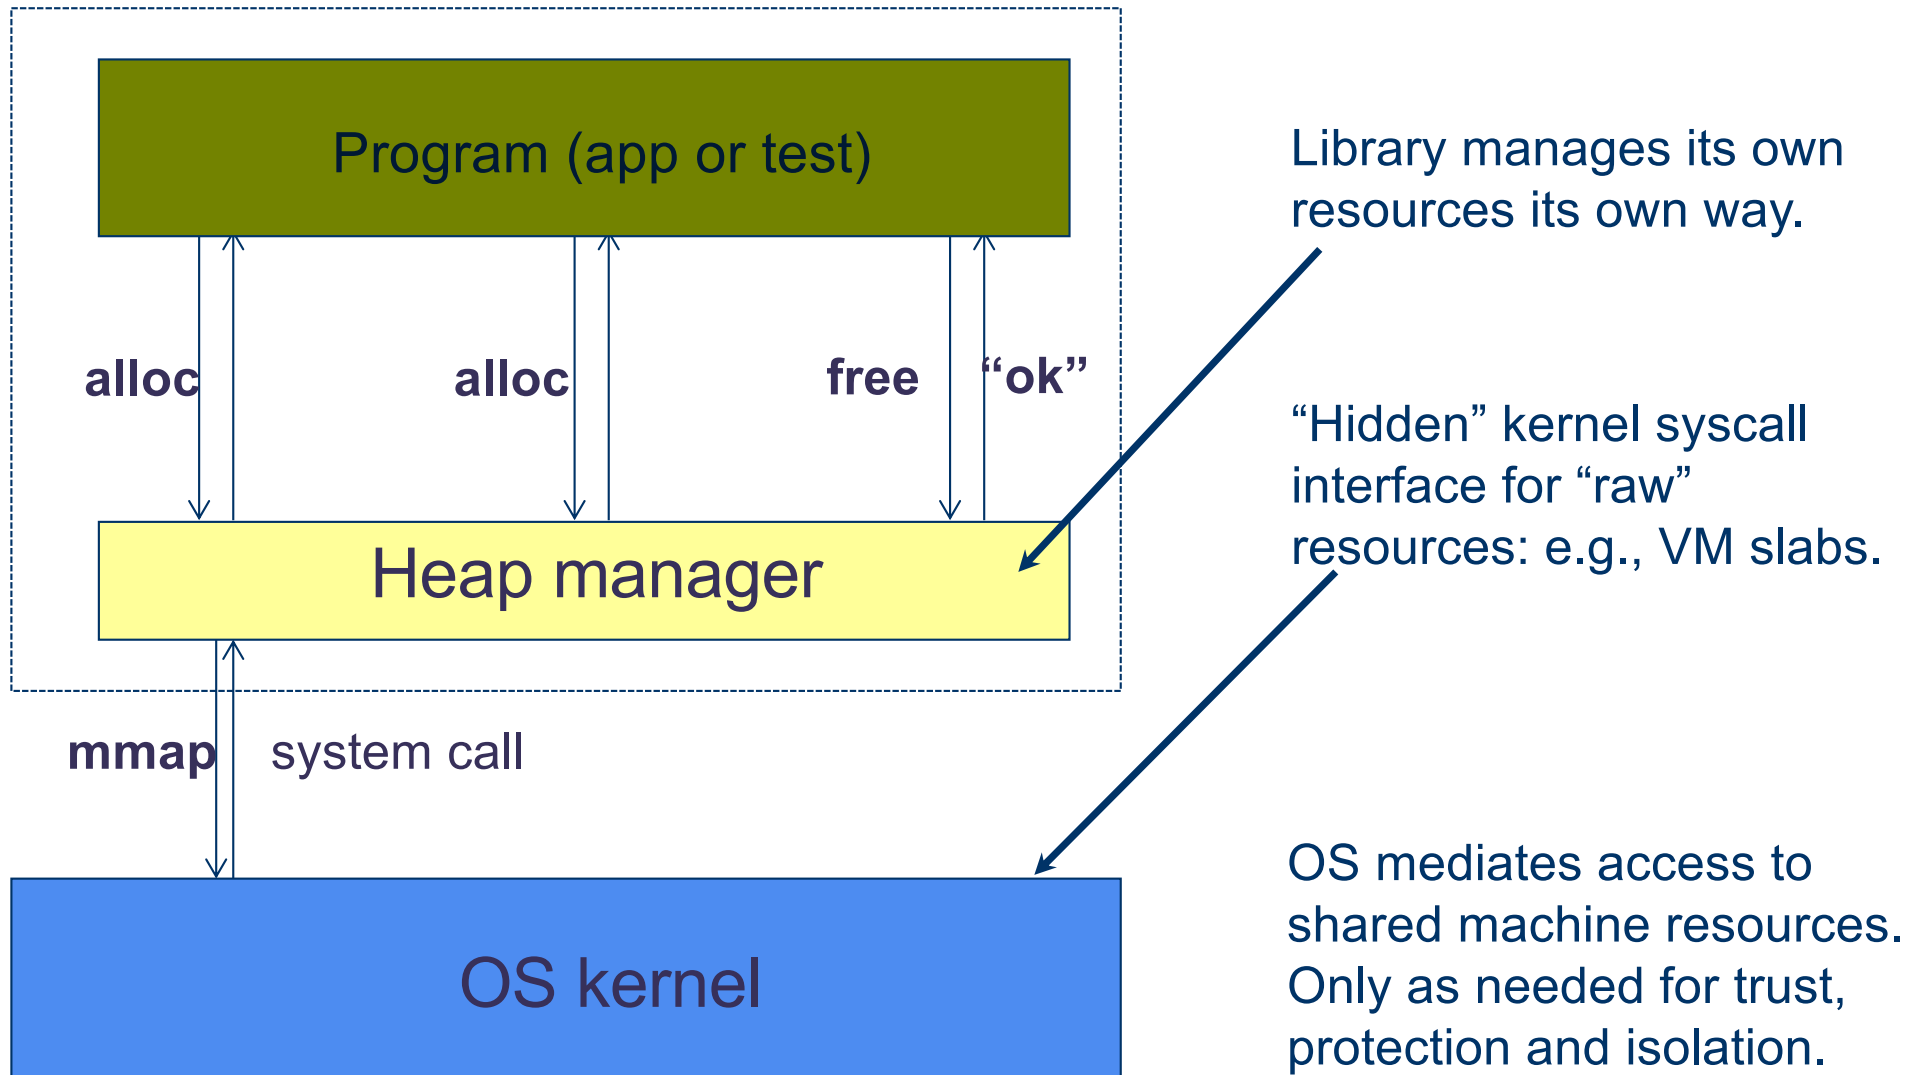 Program (app or test)
Library manages its own
resources its own way.
alloc
alloc
free
“ok”
“Hidden” kernel syscall
interface for “raw”
resources: e.g., VM slabs.
Heap manager
mmap
system call
OS mediates access to
shared machine resources.
Only as needed for trust,
protection and isolation.
OS kernel